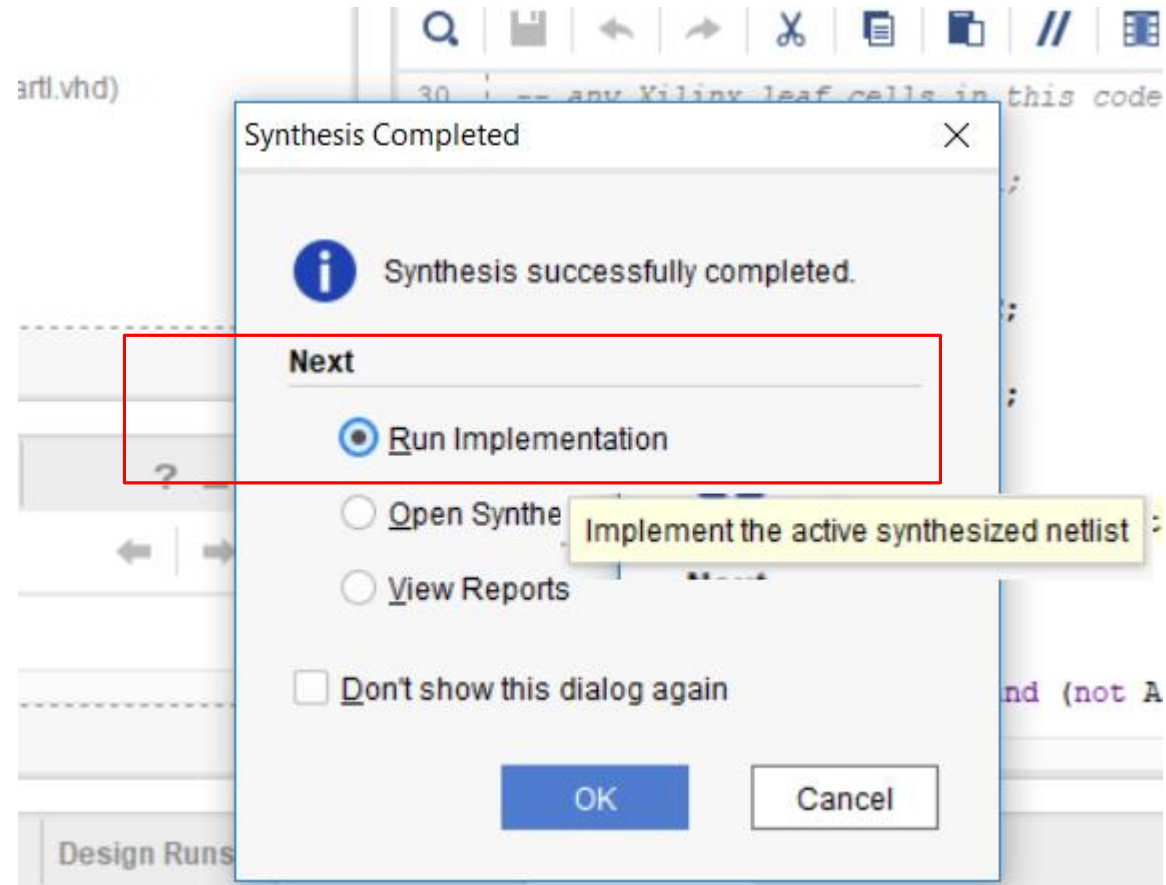 artl.vhd)
30 -- any Xilinx leaf cells in this code
Synthesis Completed
Synthesis successfully completed.
Next
Run Implementation
Open Synthe
Implement the active synthesized netlist
View Reports
Don't show this dialog again
nd (not A
OK Cancel
Design Runs